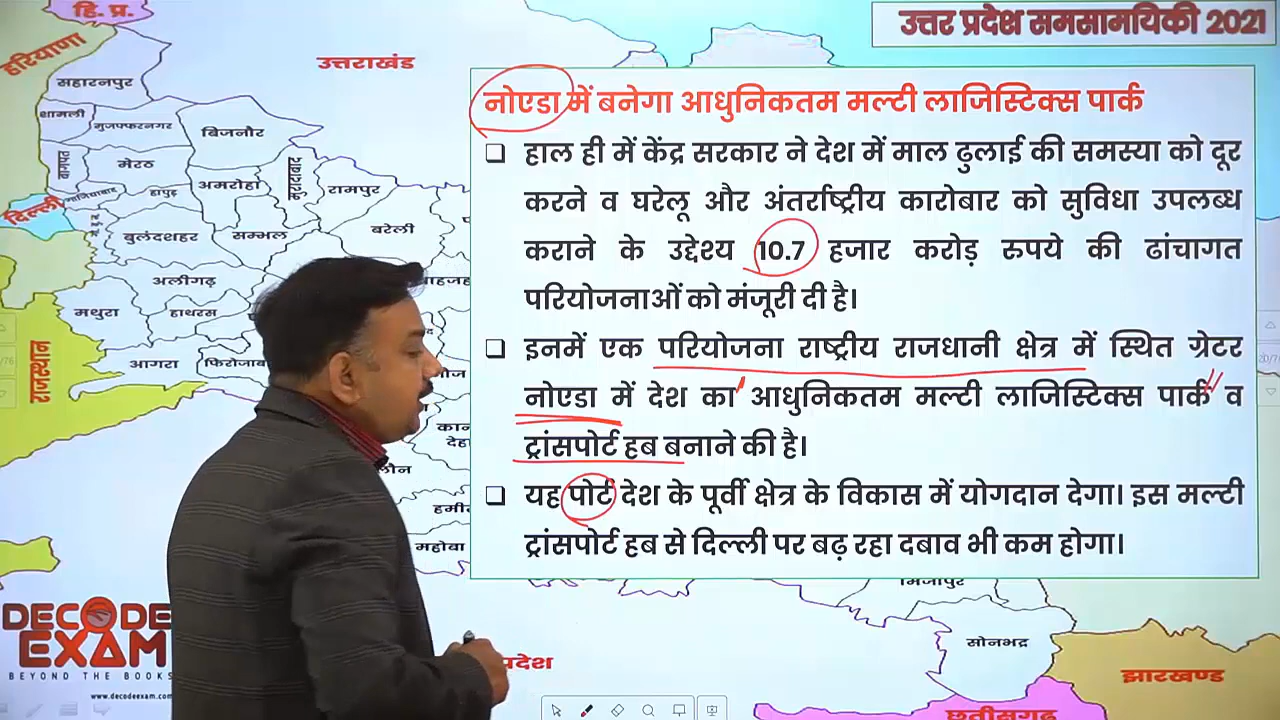 उत्तर प्रदेश समसामयिकी 2021
हि. प्र.
हरियाणा
उत्तराखंड
सहारनपुर
शामली
मुजफ्फरनगर
बिजनौर
बागपत
मेरठ
हापुड़
अमरोहा
मुरादाबाद
रामपुर
दिल्ली
गाजियाबाद
बुलंदशहर
सम्भल
बरेली
अलीगढ़
मथुरा
हाथरस
आगरा
राजस्थान
महोबा
नोएडा में बनेगा आधुनिकतम मल्टी लाजिस्टिक्स पार्क
❑ हाल ही में केंद्र सरकार ने देश में माल ढुलाई की समस्या को दूर
करने व घरेलू और अंतर्राष्ट्रीय कारोबार को सुविधा उपलब्ध
कराने के उद्देश्य 10.7 हजार करोड़ रुपये की ढांचागत
परियोजनाओं को मंजूरी दी है।
❑ इनमें एक परियोजना राष्ट्रीय राजधानी क्षेत्र में स्थित ग्रेटर
नोएडा में देश का आधुनिकतम मल्टी लाजिस्टिक्स पार्क व
ट्रांसपोर्ट हब बनाने की है।
❑ यह पोर्ट देश के पूर्वी क्षेत्र के विकास में योगदान देगा। इस मल्टी
ट्रांसपोर्ट हब से दिल्ली पर बढ़ रहा दबाव भी कम होगा।
सोनभद्र
झारखण्ड
छत्तीसगढ़
DECODE
EXAM
BEYOND THE BOOKS
www.decodeexam.com